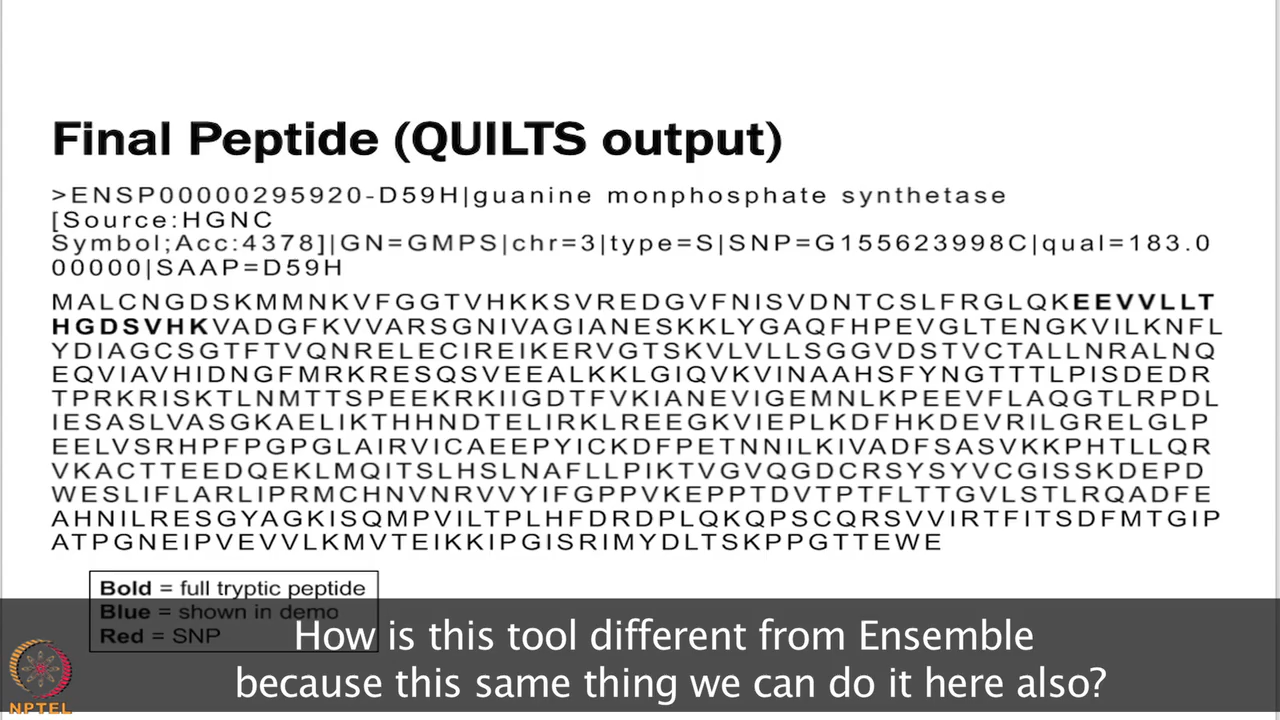 Final Peptide (QUILTS output)
>ENSP00000295920-D59H|guanine monphosphate synthetase
[Source:HGNC
Symbol;Acc:4378]|GN=GMPS|chr=3|type=S|SNP=G155623998C|qual=183.0
00000|SAAP=D59H
MALCNGDSKMMNKVFGGTVHKKSVREDGVFNISVDNTCSLFRGLQKEEVVLLT
HGDSVHKVADGFKVVARSGNIVAGIANESKKLYGAQFHPEVGLTENGKVILKNFL
YDIAGCSGTFTVQNRELECIREIKERVGTSKVLVLLSGGVDSTVCTALLNRALNQ
EQVIAVHIDNGFMRKRESQSVEEALKKLGIQVKVINAAHSFYNGTTTLPISDEDR
TPRKRISKTLNMTTSPEEKRKIIGDTFVKIANEVIGEMNLKPEEVFLAQGTLRPDL
IESASLVASGKAELIKTHHNDTELIRKLREEGKVIEPLKDFHKDEVRILGRELGLP
EELVSRHPFPGPGLAIRVICAEEPYICKDFPETNNILKIVADFSASVKKPHTLLQR
VKACTTEEDQEKLMQITSLHSLNAFLLPIKTVGVQGDCRSYSYVCGISSKDEPD
WESLIFLARLIPRMCHNVNRVVYIFGPPVKEPPTDVTPTFLTTGVLSTLRQADFE
AHNILRESGYAGKISQMPVILTPLHFDRDPLQKQPSCQRSVVIRTFITSDFMTGIP
ATPGNEIPVEVVLKMVTEIKKIPGISRIMYDLTSKPPGTTEWE
Bold = full tryptic peptide
Blue = shown in demo
Red = SNP
How is this tool different from Ensemble
because this same thing we can do it here also?
NPTEL